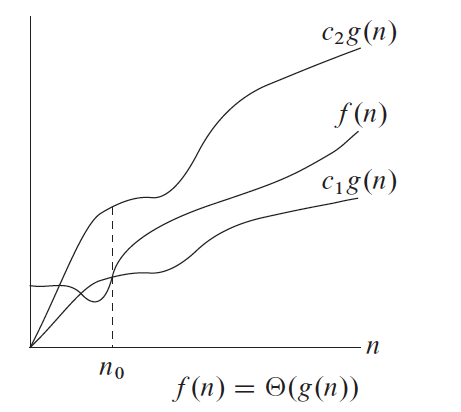 c₂g(n)
f(n)
c₁g(n)
n
n₀
f(n) = Θ(g(n))